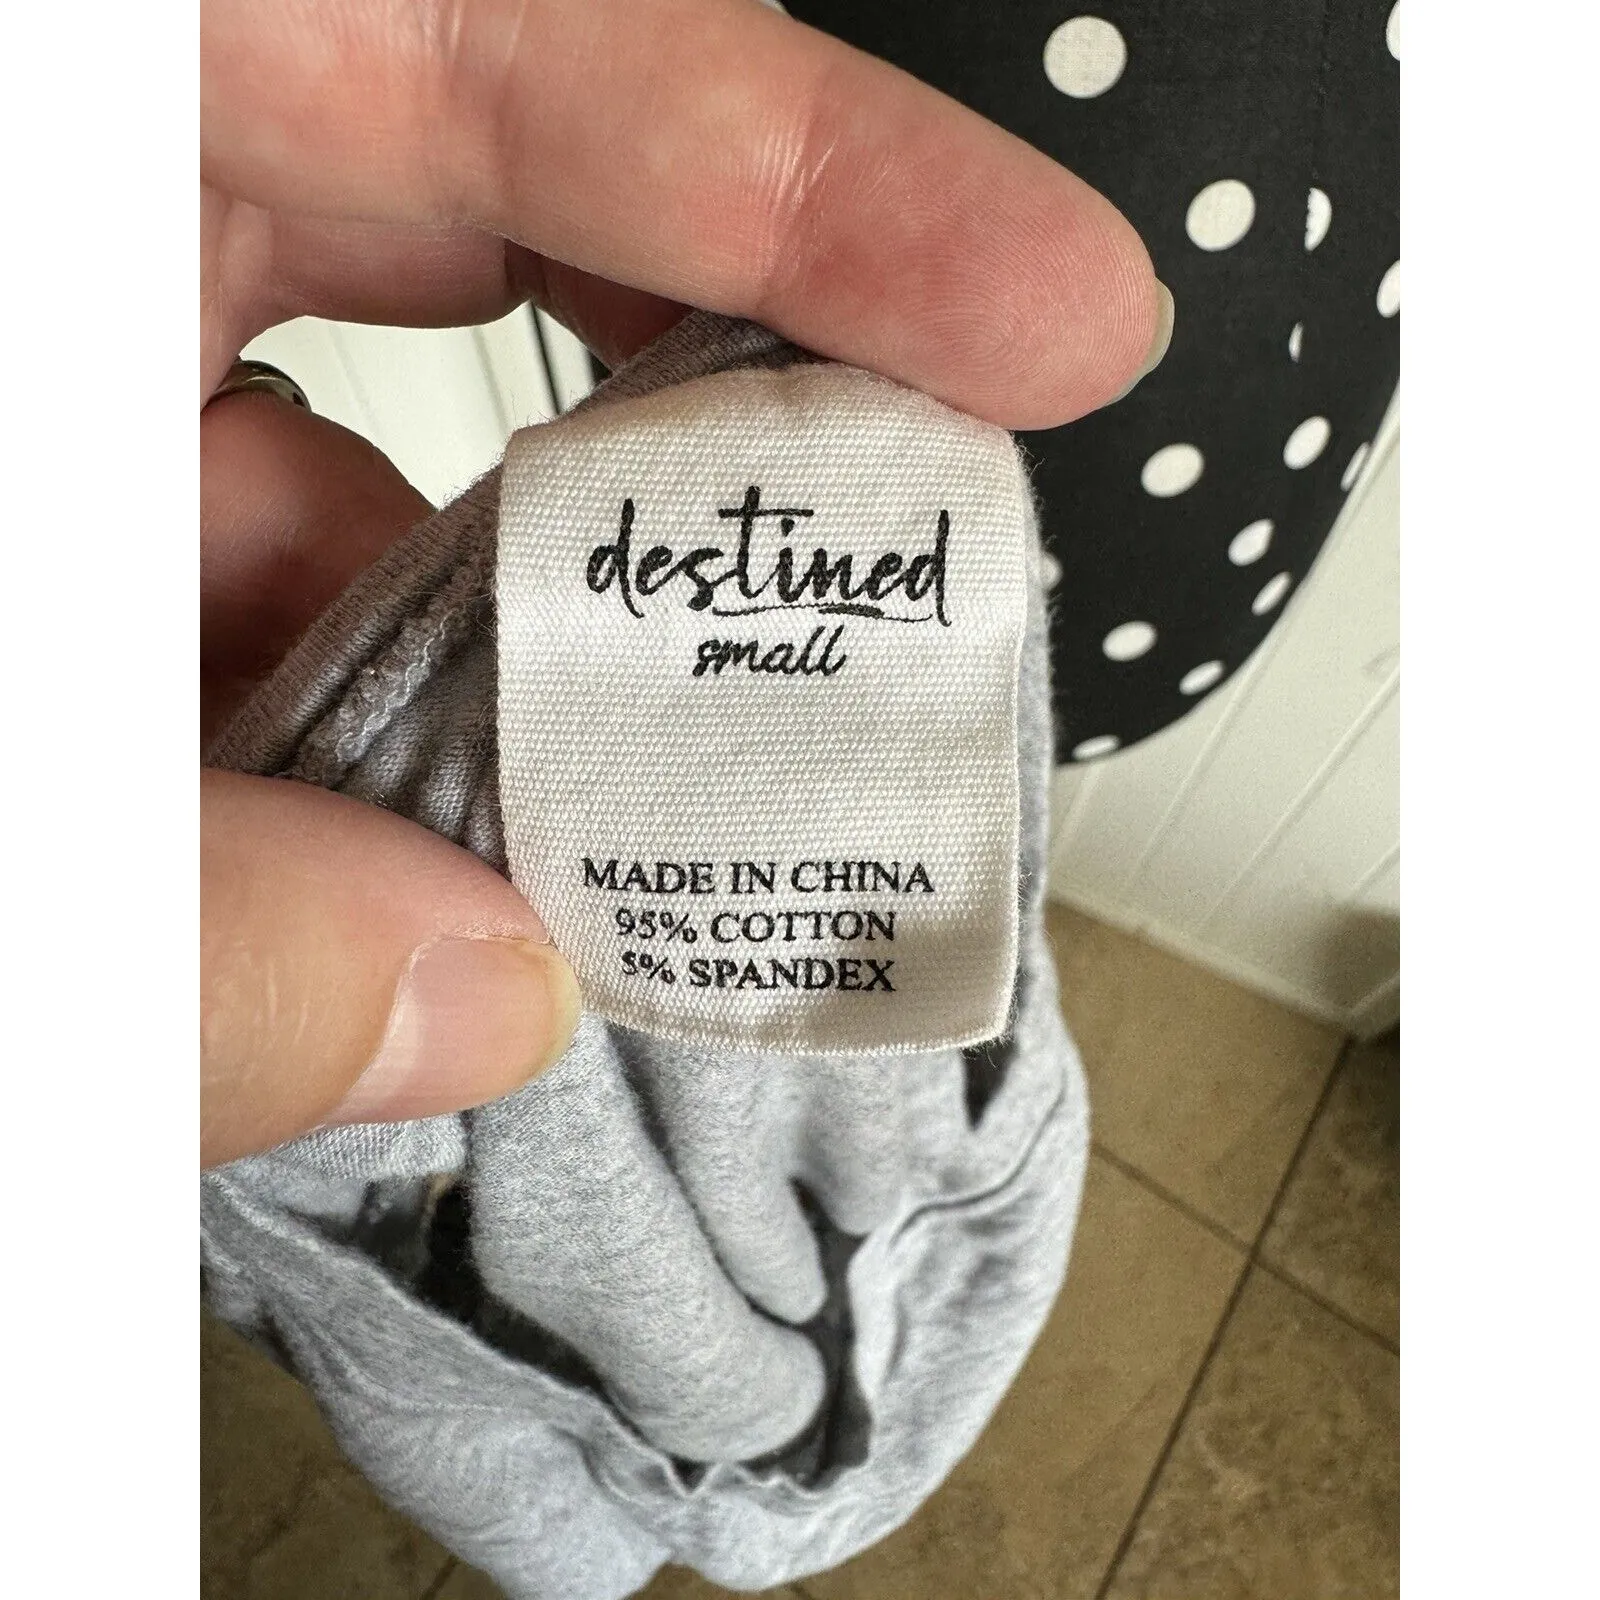 destined
small
MADE IN CHINA
95% COTTON
5% SPANDEX